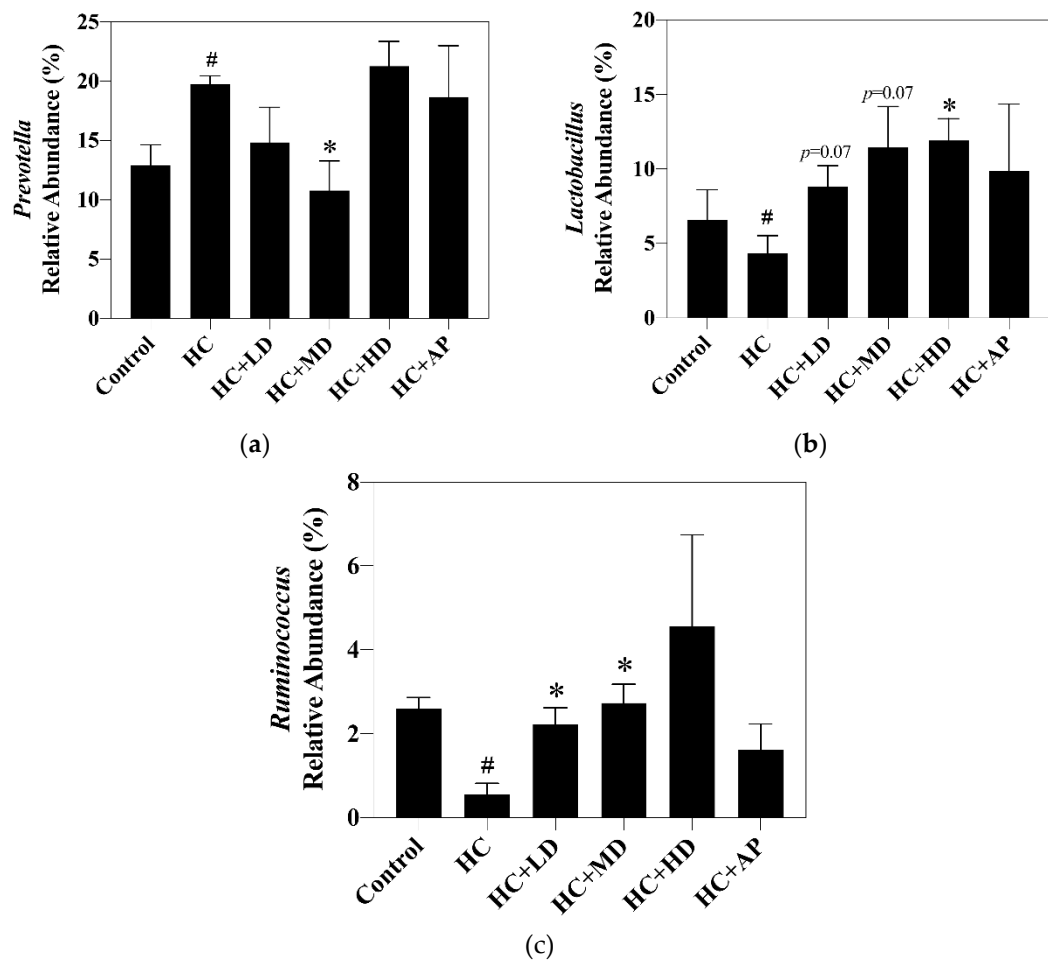 Prevotella
Relative Abundance (%)
25
20
15
10
5
0
#
*
Control
HC
HC+LD
HC+MD
HC+HD
HC+AP
(a)
Lactobacillus
Relative Abundance (%)
20
15
10
5
0
#
p=0.07
p=0.07
*
Control
HC
HC+LD
HC+MD
HC+HD
HC+AP
(b)
Ruminococcus
Relative Abundance (%)
8
6
4
2
0
#
*
*
Control
HC
HC+LD
HC+MD
HC+HD
HC+AP
(c)